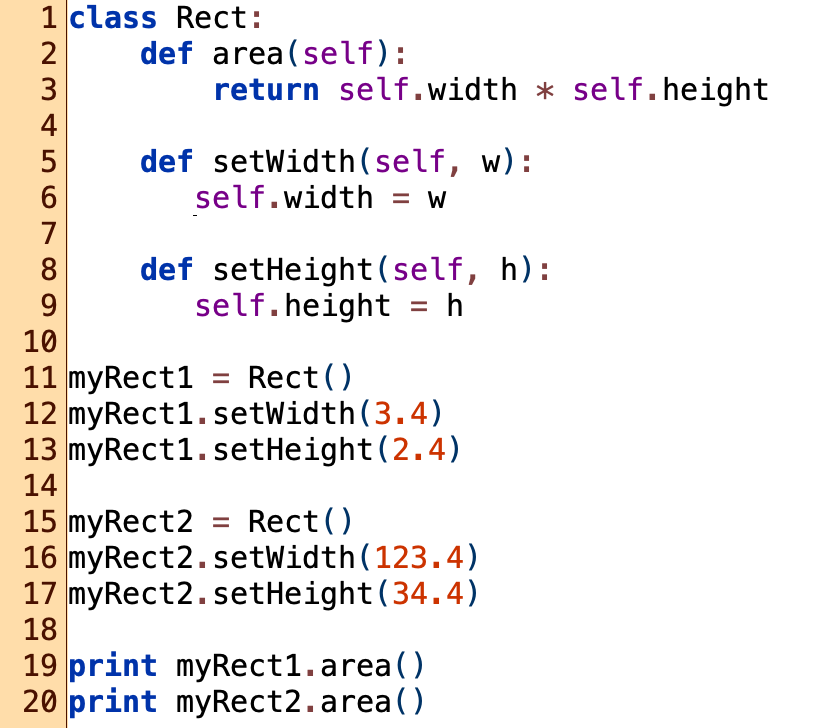 1 class Rect:
2     def area(self):
3         return self.width * self.height
4
5     def setWidth(self, w):
6        self.width = w
7
8     def setHeight(self, h):
9        self.height = h
10
11 myRect1 = Rect()
12 myRect1.setWidth(3.4)
13 myRect1.setHeight(2.4)
14
15 myRect2 = Rect()
16 myRect2.setWidth(123.4)
17 myRect2.setHeight(34.4)
18
19 print myRect1.area()
20 print myRect2.area()